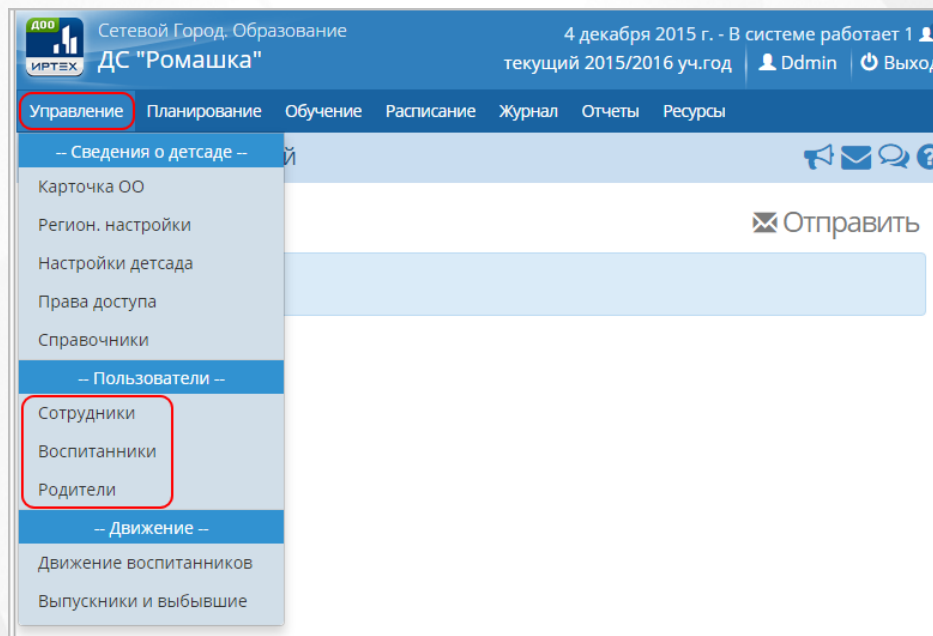 ДОО
ИРТЕХ
Сетевой Город. Образование
ДС "Ромашка"
4 декабря 2015 г. - В системе работает 1
текущий 2015/2016 уч.год Ddmin Выход
Управление Планирование Обучение Расписание Журнал Отчеты Ресурсы
-- Сведения о детсаде --
й
Карточка ОО
Регион. настройки
Отправить
Настройки детсада
Права доступа
Справочники
-- Пользователи --
Сотрудники
Воспитанники
Родители
-- Движение --
Движение воспитанников
Выпускники и выбывшие